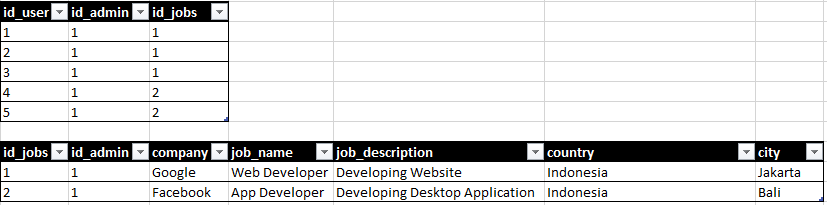 id_user id_admin id_jobs
1 1 1
2 1 1
3 1 1
4 1 2
5 1 2
id_jobs id_admin company job_name job_description country city
1 1 Google Web Developer Developing Website Indonesia Jakarta
2 1 Facebook App Developer Developing Desktop Application Indonesia Bali